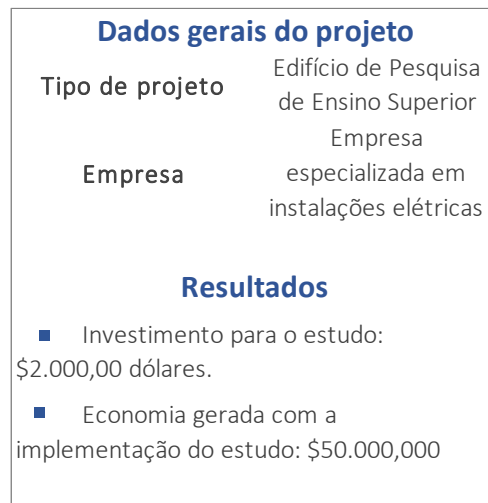 Dados gerais do projeto
Tipo de projeto
Edifício de Pesquisa
de Ensino Superior
Empresa
Empresa
especializada em
instalações elétricas
Resultados
▪ Investimento para o estudo:
$2.000,00 dólares.
▪ Economia gerada com a
implementação do estudo: $50.000,000